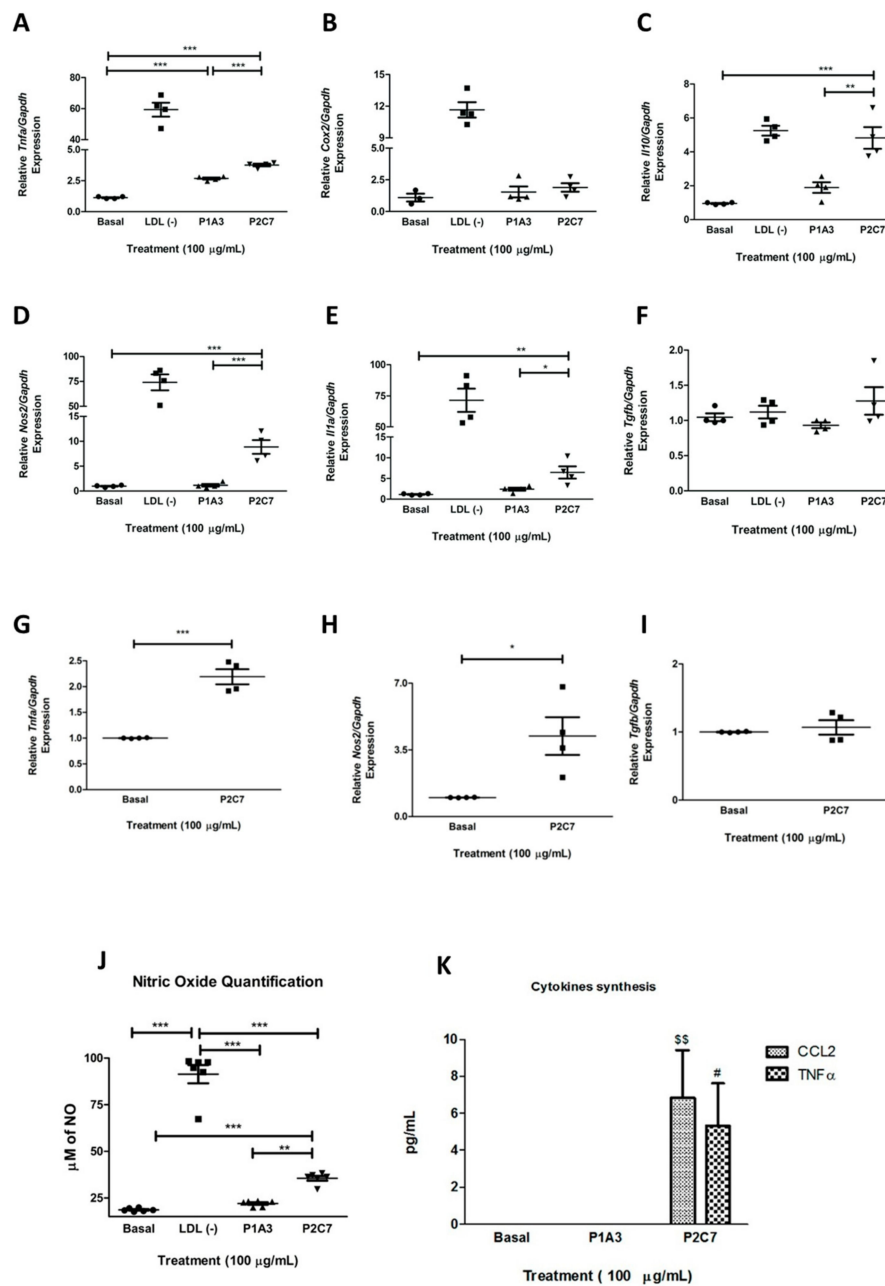 A
Relative Tnfa/Gapdh
Expression
80
60
40
20
5.0
2.5
0.0
***
***
***
Basal
LDL (-)
P1A3
P2C7
Treatment (100 µg/mL)
B
Relative Cox2/Gapdh
Expression
15
12
9
6
5.0
2.5
0.0
Basal
LDL (-)
P1A3
P2C7
Treatment (100 µg/mL)
C
Relative Il10/Gapdh
Expression
8
6
4
2
0
***
**
Basal
LDL (-)
P1A3
P2C7
Treatment (100 µg/mL)
D
Relative Nos2/Gapdh
Expression
100
75
50
15
10
5
0
***
***
Basal
LDL (-)
P1A3
P2C7
Treatment (100 µg/mL)
E
Relative Il1a/Gapdh
Expression
100
75
50
15
10
5
0
**
*
Basal
LDL (-)
P1A3
P2C7
Treatment (100 µg/mL)
F
Relative Tgfb/Gapdh
Expression
2.0
1.5
1.0
0.5
0.0
Basal
LDL (-)
P1A3
P2C7
Treatment (100 µg/mL)
G
Relative Tnfa/Gapdh
Expression
2.5
2.0
1.5
1.0
0.5
0.0
***
Basal
P2C7
Treatment (100 µg/mL)
H
Relative Nos2/Gapdh
Expression
7.0
3.5
0.0
*
Basal
P2C7
Treatment (100 µg/mL)
I
Relative Tgfb/Gapdh
Expression
2
1
0
Basal
P2C7
Treatment (100 µg/mL)
J
Nitric Oxide Quantification
µM of NO
100
75
50
25
***
***
***
***
**
Basal
LDL (-)
P1A3
P2C7
Treatment (100 µg/mL)
K
Cytokines synthesis
pg/mL
10
8
6
4
2
0
$$
#
CCL2
TNF α
Basal
P1A3
P2C7
Treatment ( 100 µg/mL)